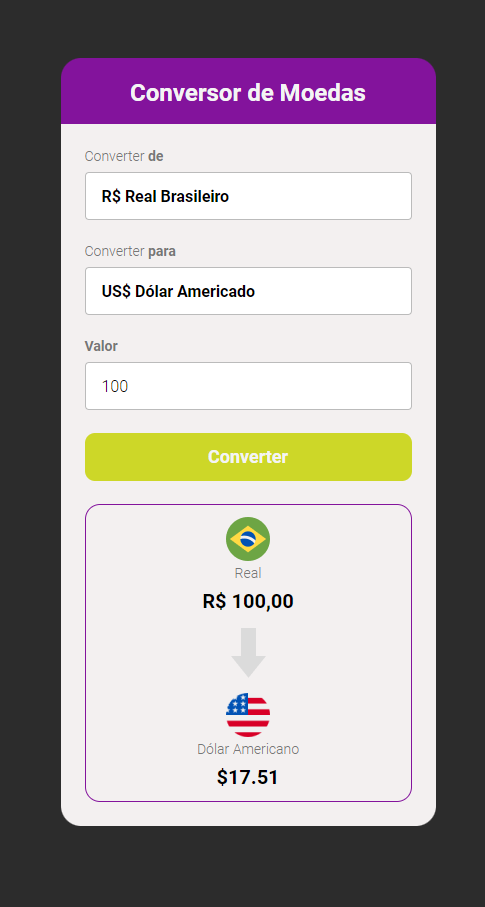 Conversor de Moedas
Converter de
R$ Real Brasileiro
Converter para
US$ Dólar Americado
Valor
100
Converter
Real
R$ 100,00
Dólar Americano
$17.51